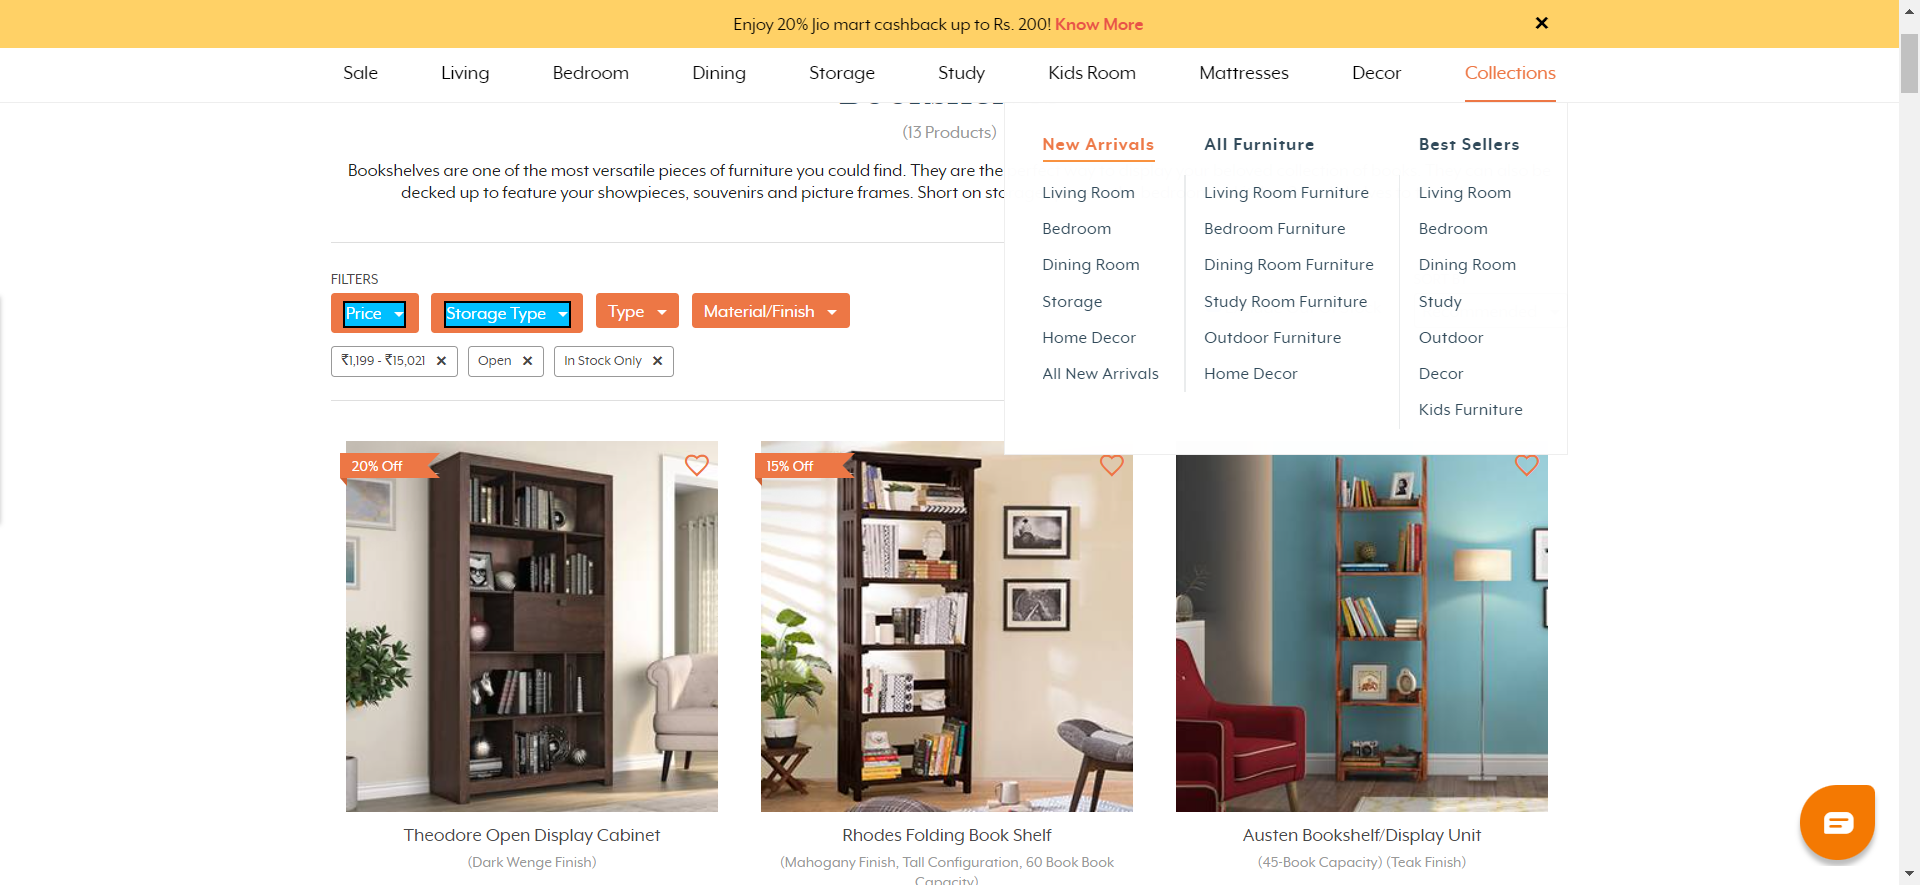 Enjoy 20% Jio mart cashback up to Rs. 200! Know More
Sale Living Bedroom Dining Storage Study Kids Room Mattresses Decor Collections
(13 Products)
Bookshelves are one of the most versatile pieces of furniture you could find. They are the
decked up to feature your showpieces, souvenirs and picture frames. Short on sto
New Arrivals
Living Room
Bedroom
Dining Room
Storage
Home Decor
All New Arrivals
All Furniture
Living Room Furniture
Bedroom Furniture
Dining Room Furniture
Study Room Furniture
Outdoor Furniture
Home Decor
Best Sellers
Living Room
Bedroom
Dining Room
Study
Outdoor
Decor
Kids Furniture
FILTERS
Price Storage Type Type Material/Finish
₹1,199 - ₹15,021 Open In Stock Only
20% Off
15% Off
Theodore Open Display Cabinet
(Dark Wenge Finish)
Rhodes Folding Book Shelf
(Mahogany Finish, Tall Configuration, 60 Book Book
Capacity)
Austen Bookshelf/Display Unit
(45-Book Capacity) (Teak Finish)